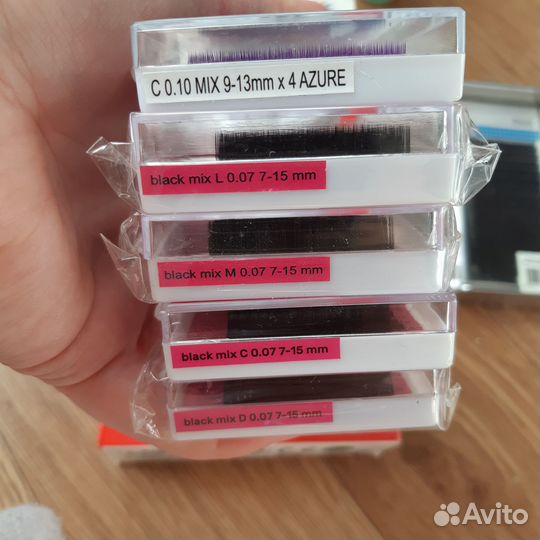 C 0.10 MIX 9-13mm x 4 AZURE
black mix L 0.07 7-15 mm
black mix M 0.07 7-15 mm
black mix C 0.07 7-15 mm
black mix D 0.07 7-15 mm
Avito